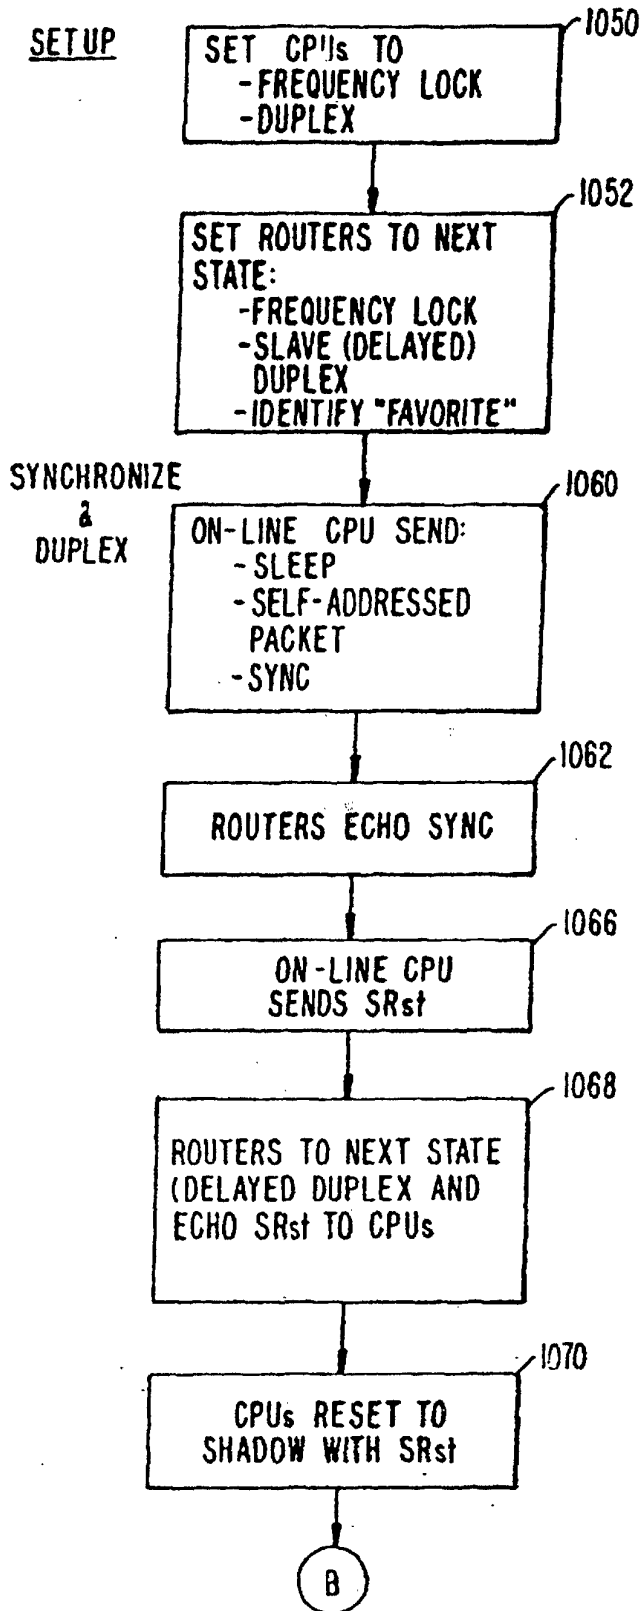 SETUP
1050
SET CPUs TO
-FREQUENCY LOCK
-DUPLEX
1052
SET ROUTERS TO NEXT
STATE:
-FREQUENCY LOCK
-SLAVE (DELAYED)
DUPLEX
-IDENTIFY "FAVORITE"
SYNCHRONIZE
&
DUPLEX
1060
ON-LINE CPU SEND:
-SLEEP
-SELF-ADDRESSED
PACKET
-SYNC
1062
ROUTERS ECHO SYNC
1066
ON-LINE CPU
SENDS SRst
1068
ROUTERS TO NEXT STATE
(DELAYED DUPLEX AND
ECHO SRst TO CPUs
1070
CPUs RESET TO
SHADOW WITH SRst
B